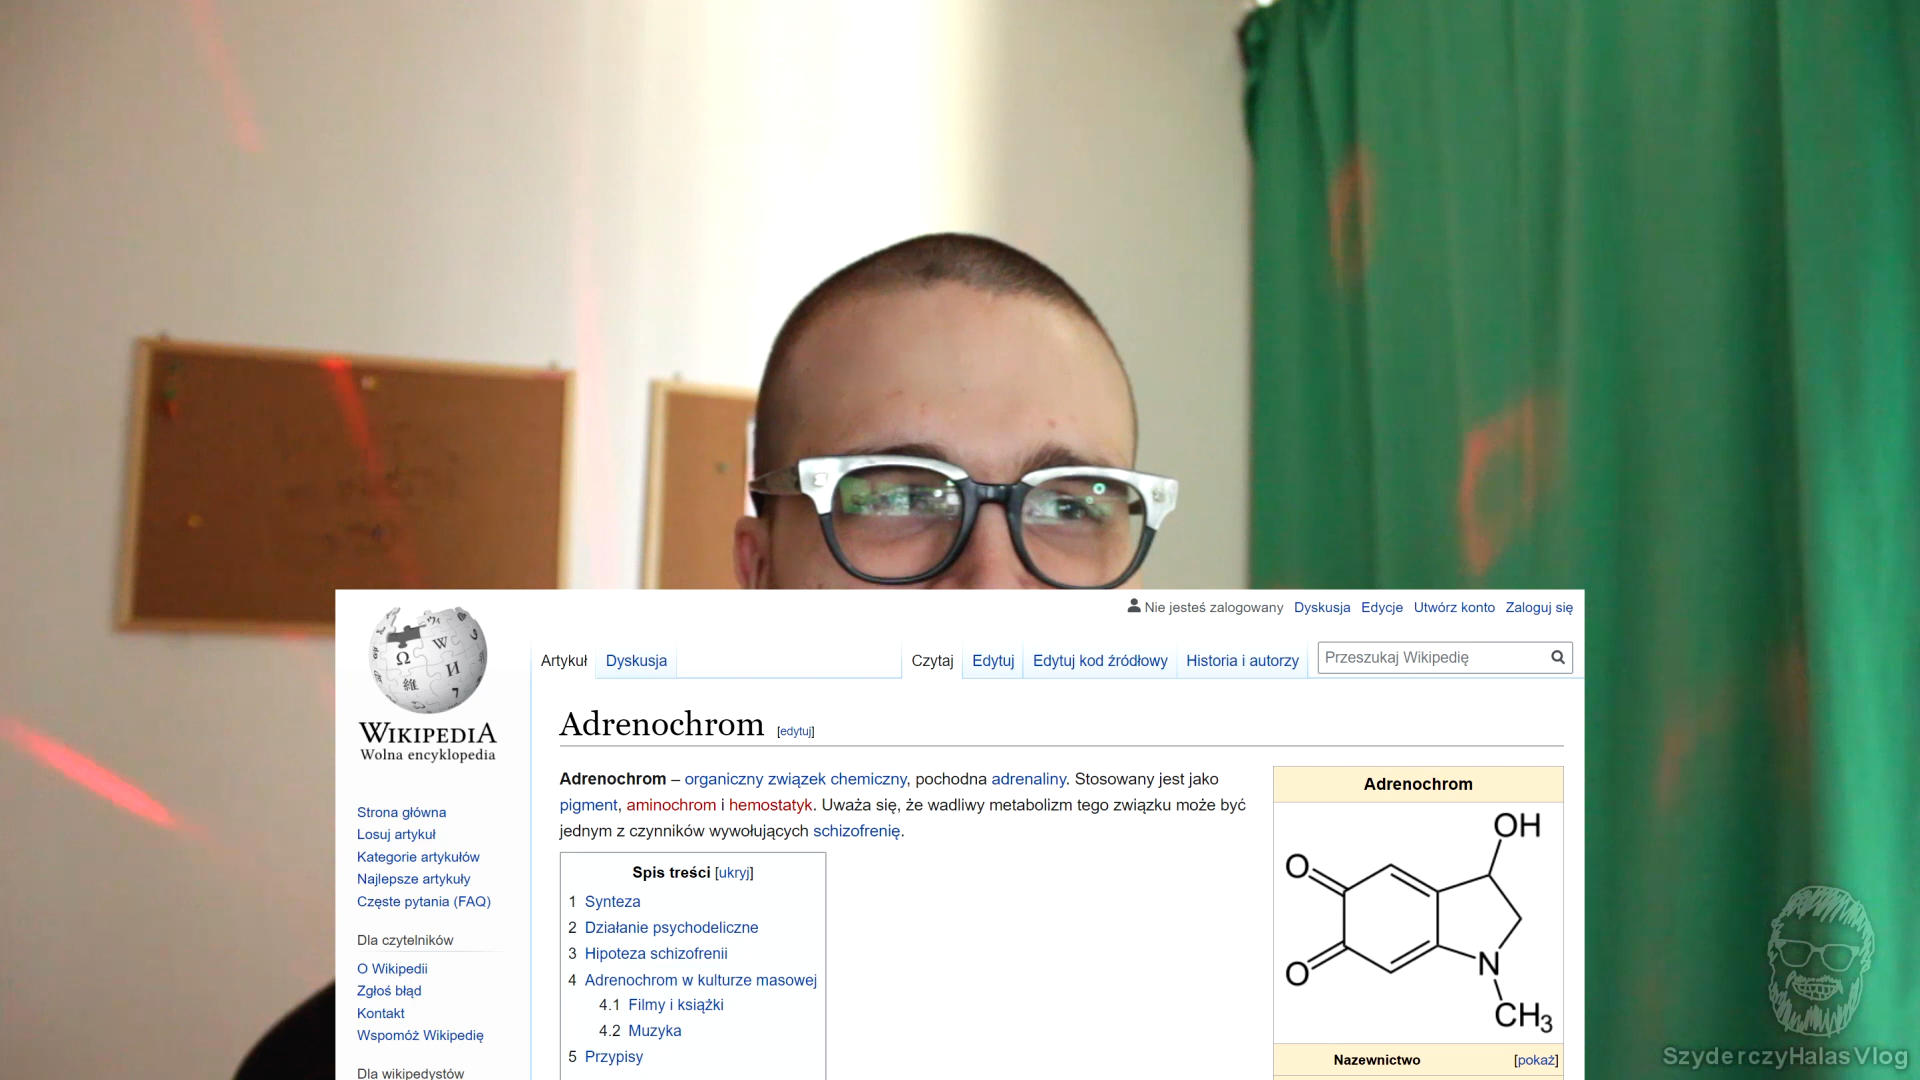 Nie jesteś zalogowany Dyskusja Edycje Utwórz konto Zaloguj się
Artykuł Dyskusja Czytaj Edytuj Edytuj kod źródłowy Historia i autorzy Przeszukaj Wikipedię
WIKIPEDIA
Wolna encyklopedia
Strona główna
Losuj artykuł
Kategorie artykułów
Najlepsze artykuły
Częste pytania (FAQ)
Dla czytelników
O Wikipedii
Zgłoś błąd
Kontakt
Wspomóż Wikipedię
Dla wikipedystów
Adrenochrom [edytuj]
Adrenochrom – organiczny związek chemiczny, pochodna adrenaliny. Stosowany jest jako
pigment, aminochrom i hemostatyk. Uważa się, że wadliwy metabolizm tego związku może być
jednym z czynników wywołujących schizofrenię.
Spis treści [ukryj]
1 Synteza
2 Działanie psychodeliczne
3 Hipoteza schizofrenii
4 Adrenochrom w kulturze masowej
4.1 Filmy i książki
4.2 Muzyka
5 Przypisy
Adrenochrom
OH
O
O
N
CH3
Nazewnictwo [pokaż]
SzyderczyHalasVlog